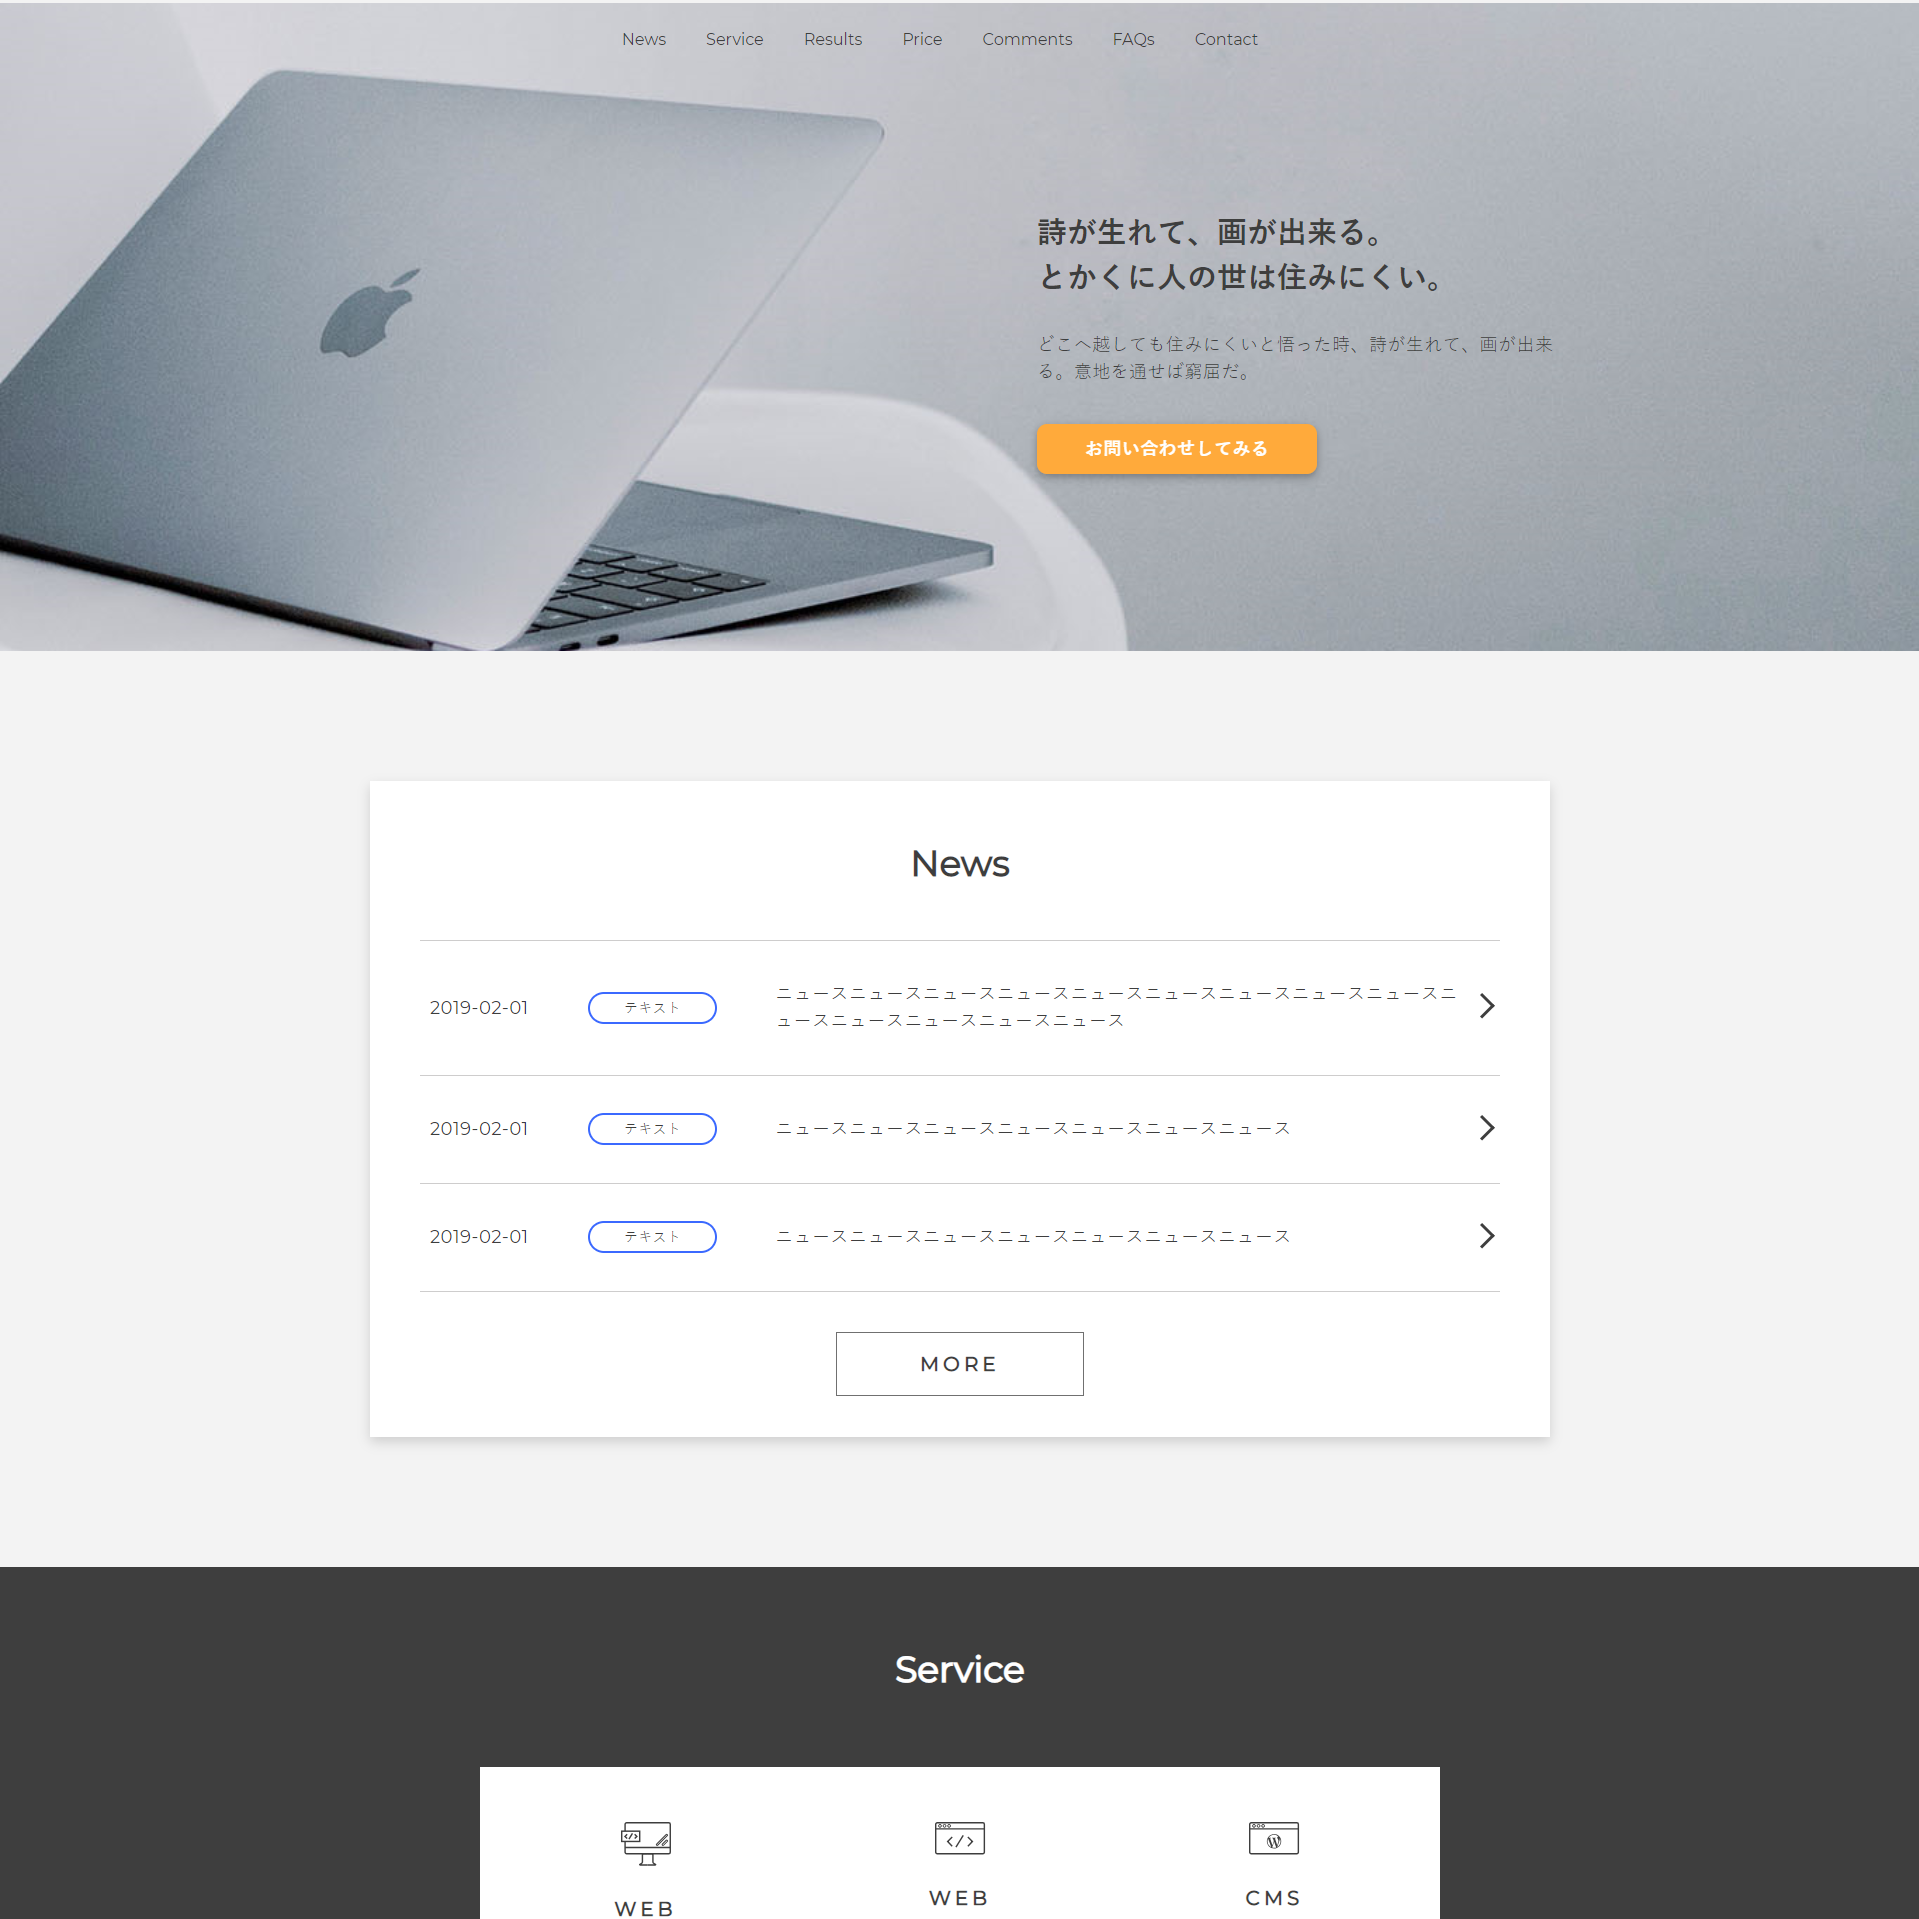 News Service Results Price Comments FAQs Contact
詩が生れて、画が出来る。
とかくに人の世は住みにくい。
どこへ越しても住みにくいと悟った時、詩が生れて、画が出来
る。意地を通せば窮屈だ。
お問い合わせしてみる
News
2019-02-01 テキスト ニュースニュースニュースニュースニュースニュースニュースニュースニュースニ
ュースニュースニュースニュースニュース
2019-02-01 テキスト ニュースニュースニュースニュースニュースニュースニュース
2019-02-01 テキスト ニュースニュースニュースニュースニュースニュースニュース
MORE
Service
WEB WEB CMS